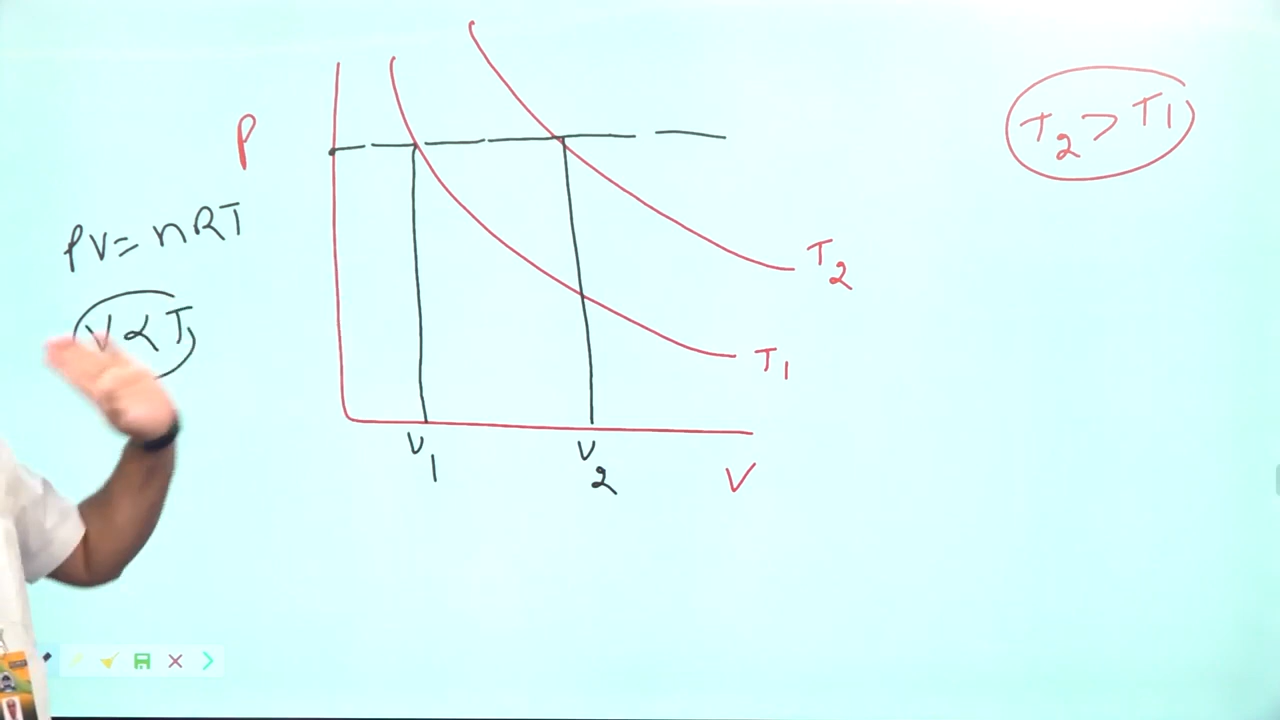 T2 > T1
P
PV = nRT
V ∝ T
T2
T1
V1
V2
V